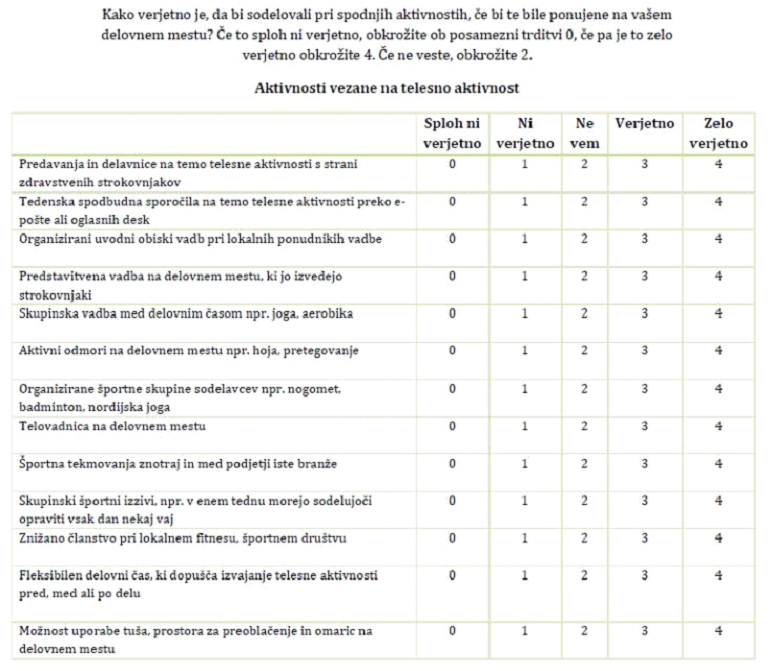 Kako verjetno je, da bi sodelovali pri spodnjih aktivnostih, če bi te bile ponujene na vašem
delovnem mestu? Če to sploh ni verjetno, obkrožite ob posamezni trditvi 0, če pa je to zelo
verjetno obkrožite 4. Če ne veste, obkrožite 2.
Aktivnosti vezane na telesno aktivnost
Sploh ni verjetno Ni verjetno Ne vem Verjetno Zelo verjetno
Predavanja in delavnice na temo telesne aktivnosti s strani 0 1 2 3 4
zdravstvenih strokovnjakov
Tedenska spodbudna sporočila na temo telesne aktivnosti preko e- 0 1 2 3 4
pošte ali oglasnih desk
Organizirani uvodni obiski vadb pri lokalnih ponudnikih vadbe 0 1 2 3 4
Predstavitvena vadba na delovnem mestu, ki jo izvedejo 0 1 2 3 4
strokovnjaki
Skupinska vadba med delovnim časom npr. joga, aerobika 0 1 2 3 4
Aktivni odmori na delovnem mestu npr. hoja, pretegovanje 0 1 2 3 4
Organizirane športne skupine sodelavcev npr. nogomet, 0 1 2 3 4
badminton, nordijska joga
Telovadnica na delovnem mestu 0 1 2 3 4
Športna tekmovanja znotraj in med podjetji iste branže 0 1 2 3 4
Skupinski športni izzivi, npr. v enem tednu morejo sodelujoči 0 1 2 3 4
opraviti vsak dan nekaj vaj
Znižano članstvo pri lokalnem fitnesu, športnem društvu 0 1 2 3 4
Fleksibilen delovni čas, ki dopušča izvajanje telesne aktivnosti 0 1 2 3 4
pred, med ali po delu
Možnost uporabe tuša, prostora za preoblačenje in omaric na 0 1 2 3 4
delovnem mestu